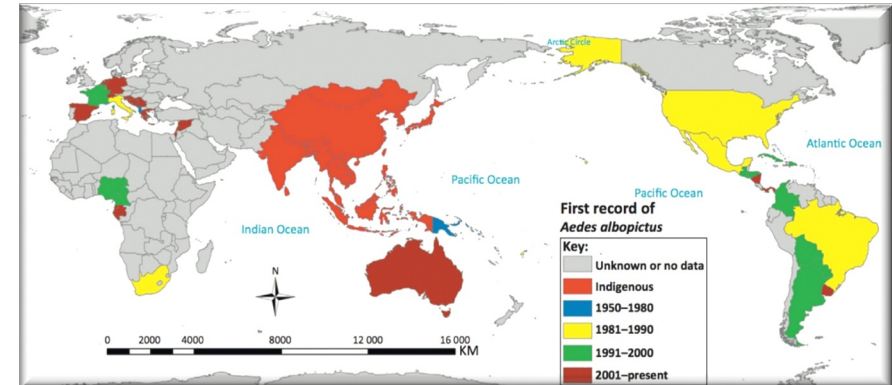 Arctic Circle
Atlantic Ocean
Pacific Ocean
Pacific Ocean
Indian Ocean
N
0 2000 4000 8000 12 000 16 000
KM
First record of
Aedes albopictus
Key:
Unknown or no data
Indigenous
1950–1980
1981–1990
1991–2000
2001–present